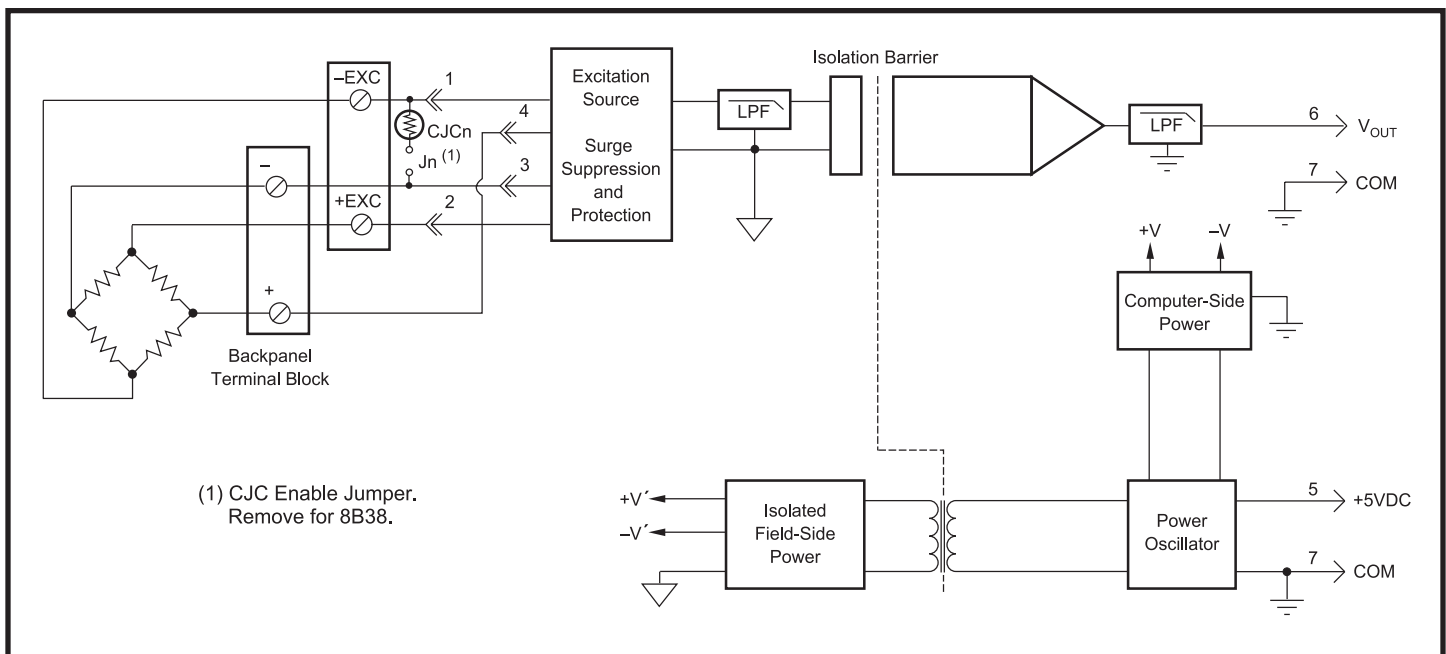 Isolation Barrier
–EXC
1
Excitation
Source
Surge
Suppression
and
Protection
4
CJCn
Jn (1)
LPF
LPF
6
VOUT
–
3
7
COM
+EXC
2
+V
–V
Computer-Side
Power
+
Backpanel
Terminal Block
(1) CJC Enable Jumper.
Remove for 8B38.
+V´
–V´
Isolated
Field-Side
Power
Power
Oscillator
5
+5VDC
7
COM